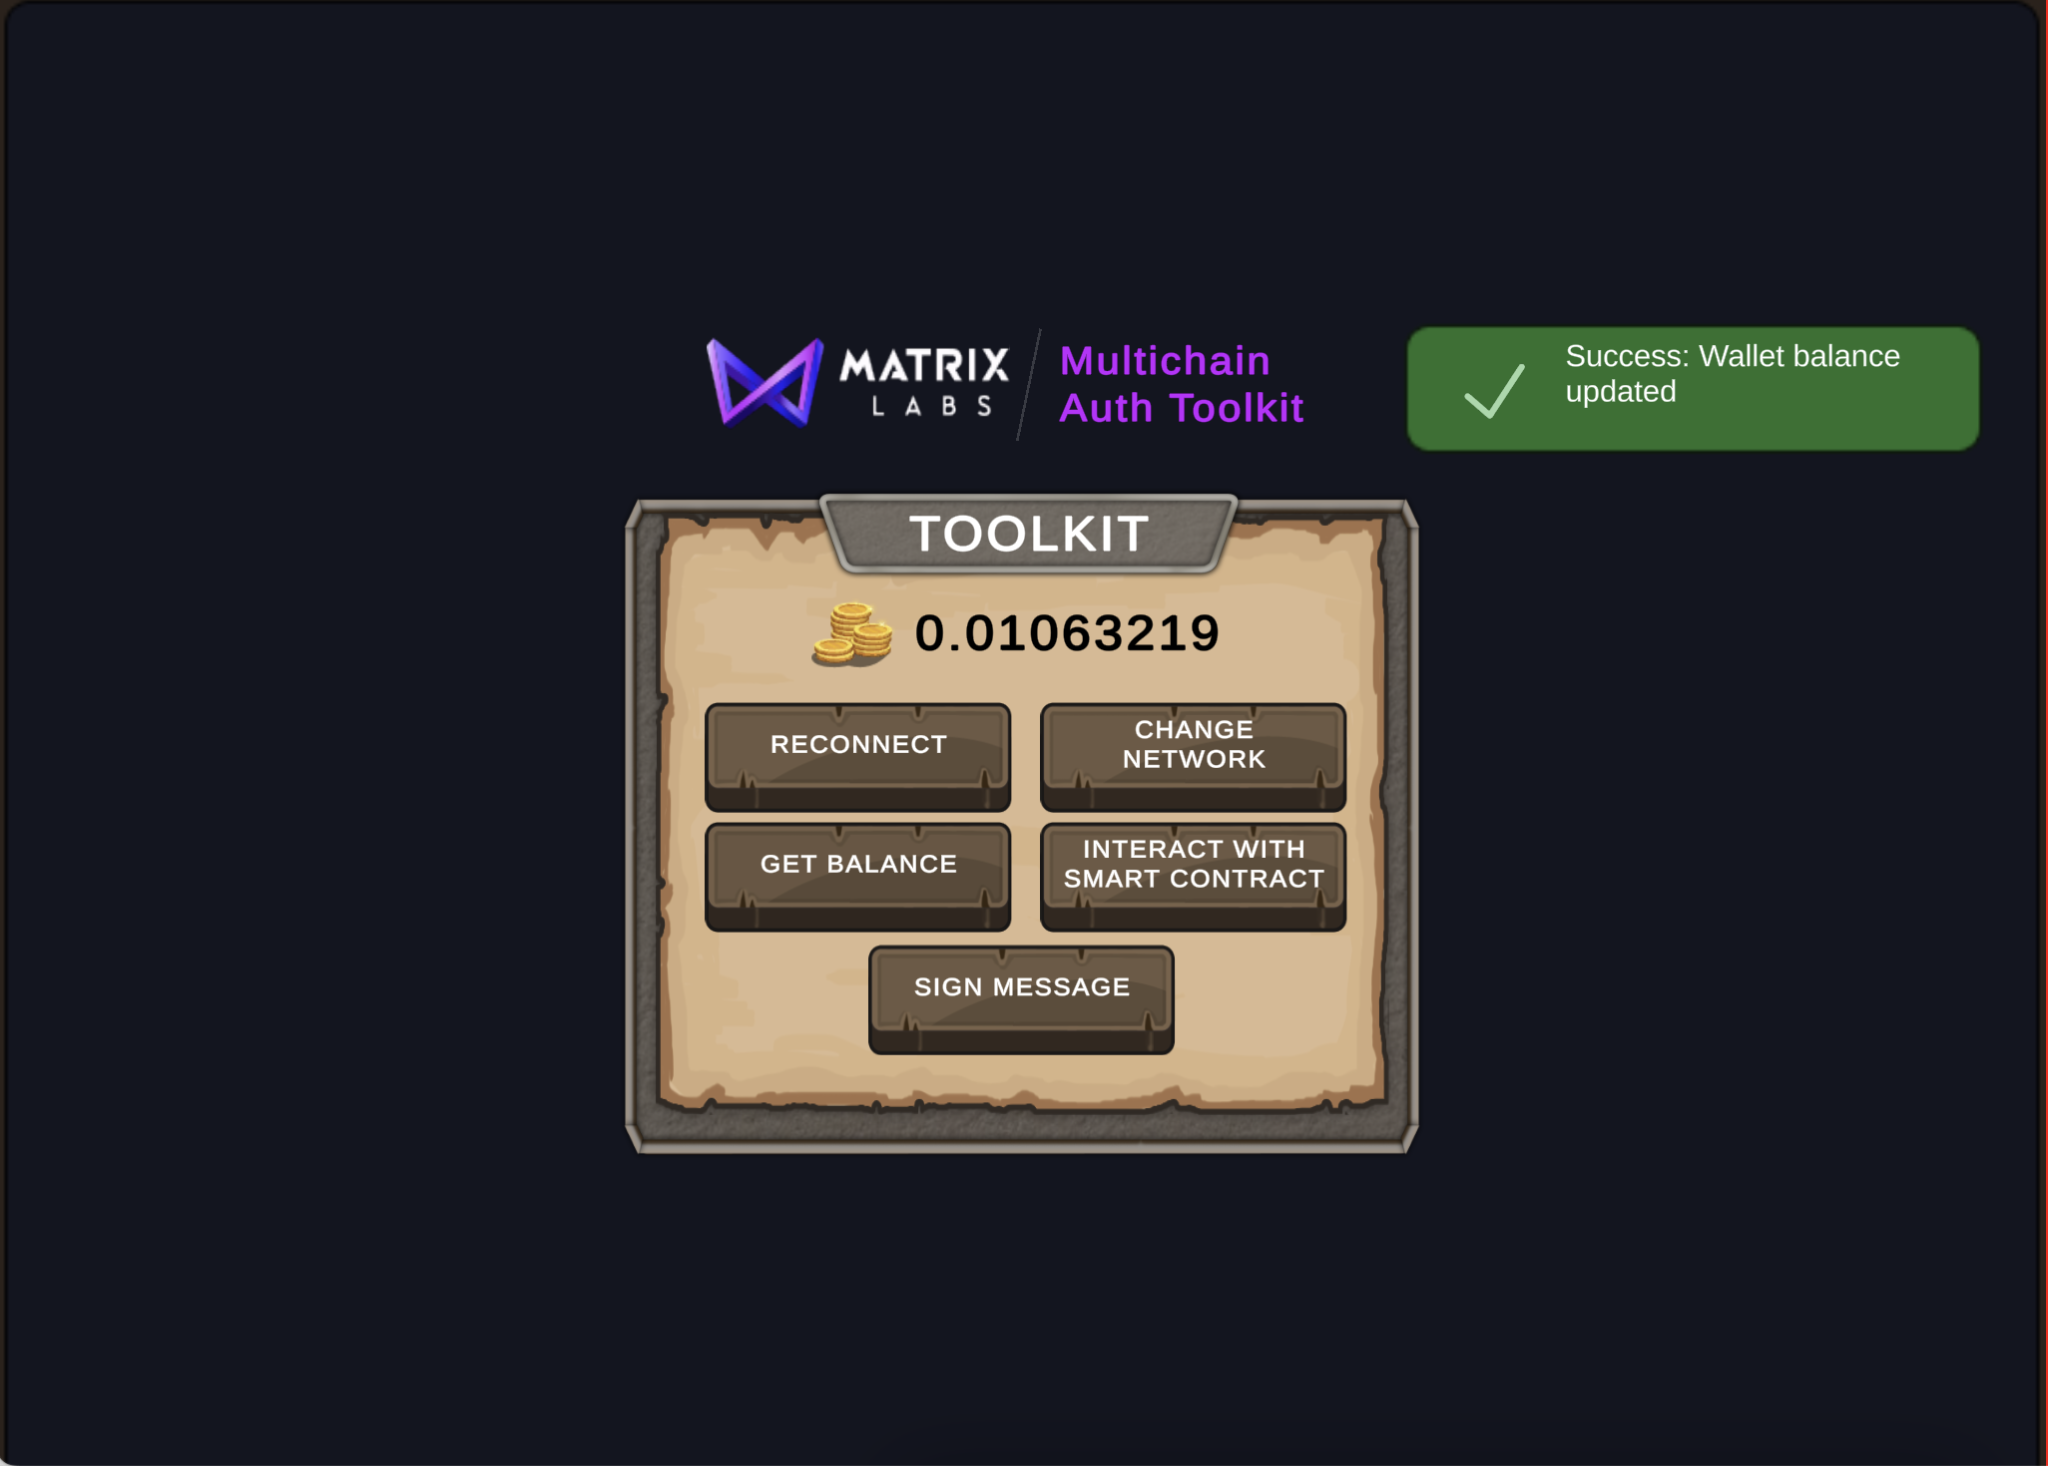 MATRIX
LABS
Multichain
Auth Toolkit
Success: Wallet balance
updated
TOOLKIT
0.01063219
RECONNECT
CHANGE
NETWORK
GET BALANCE
INTERACT WITH
SMART CONTRACT
SIGN MESSAGE